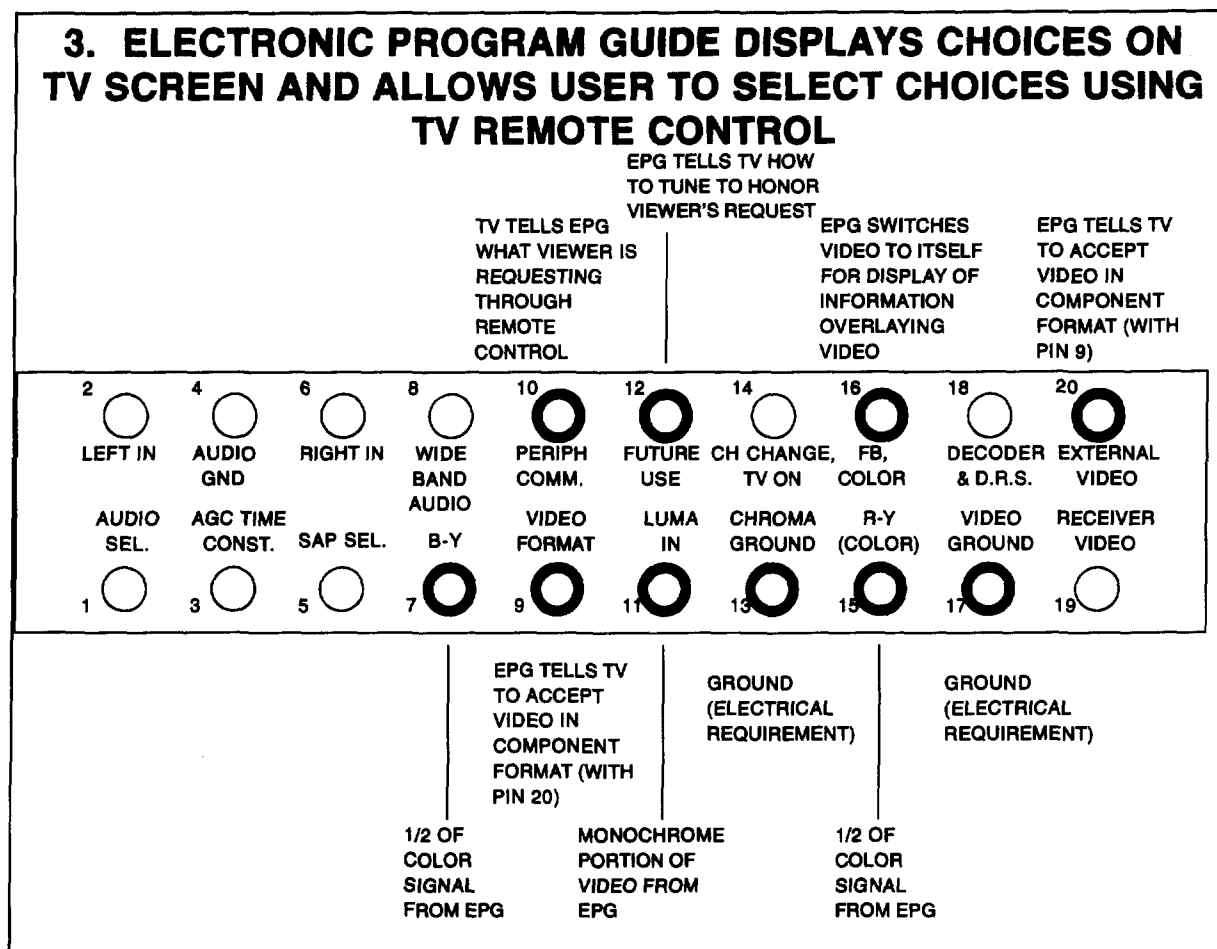 3. ELECTRONIC PROGRAM GUIDE DISPLAYS CHOICES ON
TV SCREEN AND ALLOWS USER TO SELECT CHOICES USING
TV REMOTE CONTROL
EPG TELLS TV HOW
TO TUNE TO HONOR
VIEWER'S REQUEST
TV TELLS EPG
WHAT VIEWER IS
REQUESTING
THROUGH
REMOTE
CONTROL
EPG SWITCHES
VIDEO TO ITSELF
FOR DISPLAY OF
INFORMATION
OVERLAYING
VIDEO
EPG TELLS TV
TO ACCEPT
VIDEO IN
COMPONENT
FORMAT (WITH
PIN 9)
2 4 6 8 10 12 14 16 18 20
LEFT IN
AUDIO
GND
RIGHT IN
WIDE
BAND
AUDIO
PERIPH
COMM.
FUTURE
USE
CH CHANGE,
TV ON
FB,
COLOR
DECODER
& D.R.S.
EXTERNAL
VIDEO
AUDIO
SEL.
AGC TIME
CONST.
SAP SEL.
B-Y
VIDEO
FORMAT
LUMA
IN
CHROMA
GROUND
R-Y
(COLOR)
VIDEO
GROUND
RECEIVER
VIDEO
1 3 5 7 9 11 13 15 17 19
EPG TELLS TV
TO ACCEPT
VIDEO IN
COMPONENT
FORMAT (WITH
PIN 20)
GROUND
(ELECTRICAL
REQUIREMENT)
GROUND
(ELECTRICAL
REQUIREMENT)
1/2 OF
COLOR
SIGNAL
FROM EPG
MONOCHROME
PORTION OF
VIDEO FROM
EPG
1/2 OF
COLOR
SIGNAL
FROM EPG